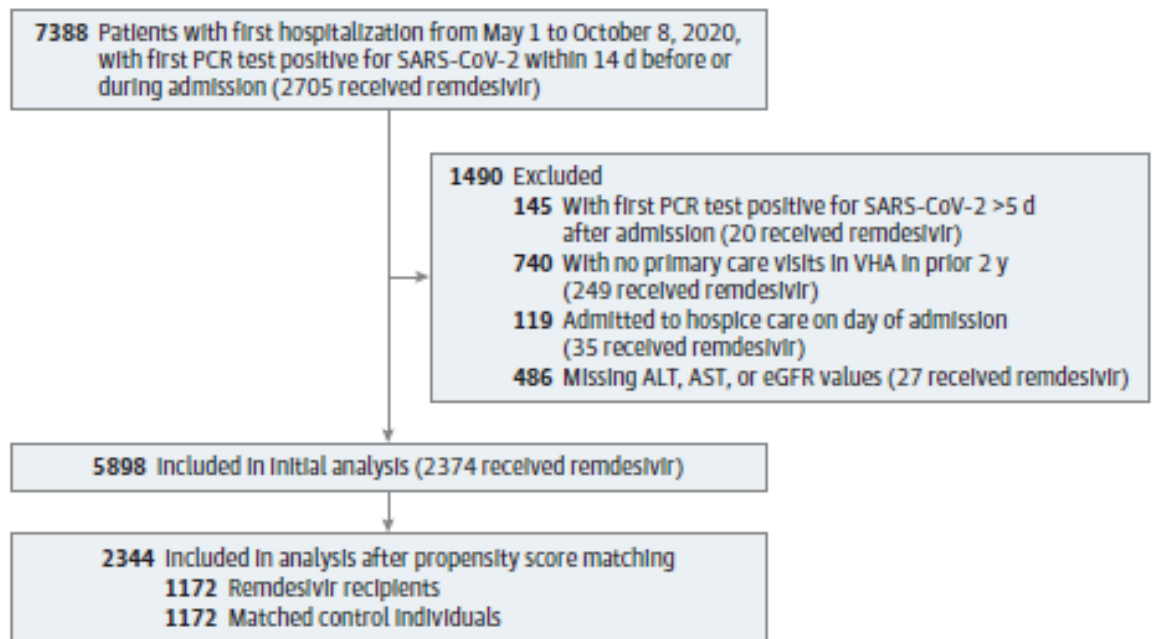 7388 Patients with first hospitalization from May 1 to October 8, 2020,
with first PCR test positive for SARS-CoV-2 within 14 d before or
during admission (2705 received remdesivir)
1490 Excluded
145 With first PCR test positive for SARS-CoV-2 >5 d
after admission (20 received remdesivir)
740 With no primary care visits in VHA in prior 2 y
(249 received remdesivir)
119 Admitted to hospice care on day of admission
(35 received remdesivir)
486 Missing ALT, AST, or eGFR values (27 received remdesivir)
5898 Included in initial analysis (2374 received remdesivir)
2344 Included in analysis after propensity score matching
1172 Remdesivir recipients
1172 Matched control individuals